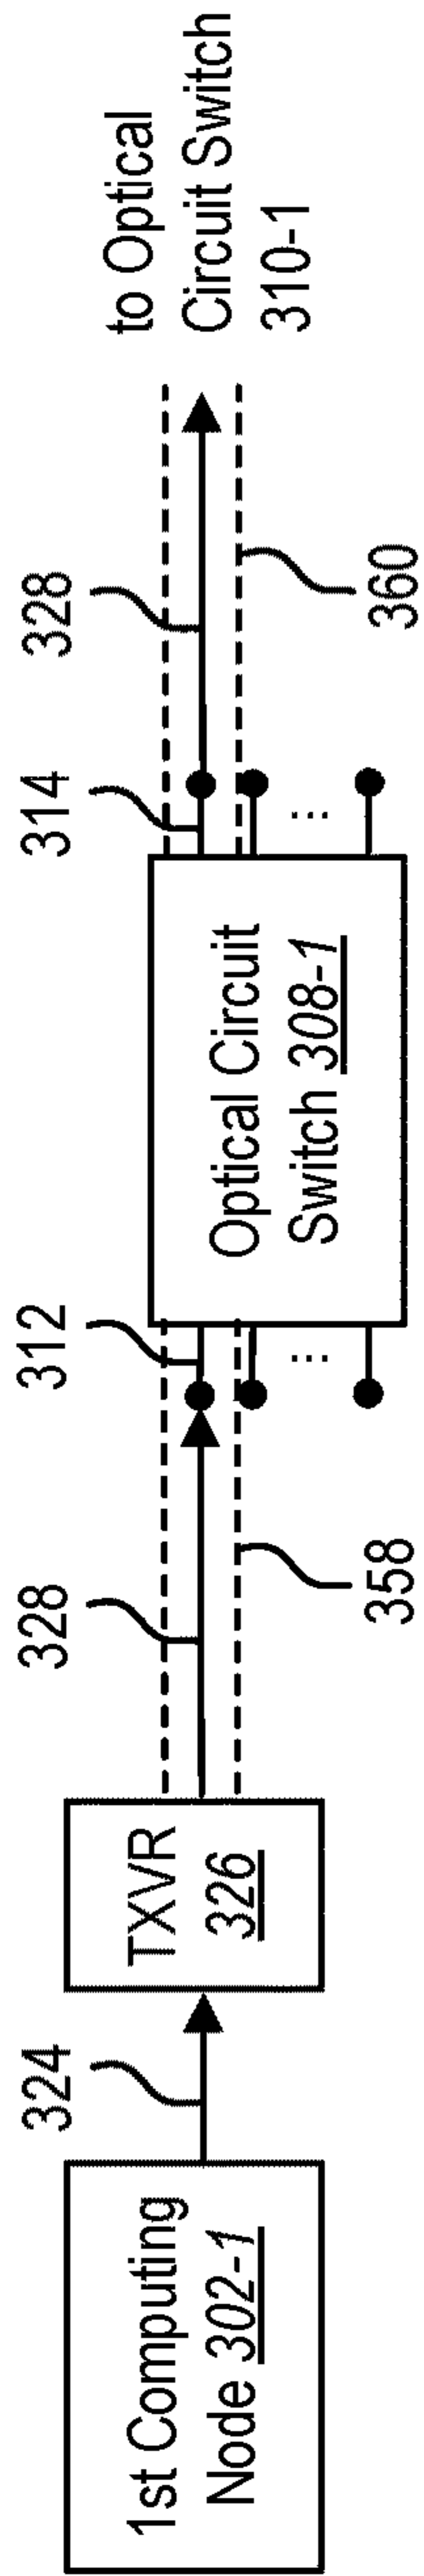 1st Computing
Node 302-1
324
TXVR
326
328
358
312
⋮
Optical Circuit
Switch 308-1
314
⋮
328
360
to Optical
Circuit Switch
310-1